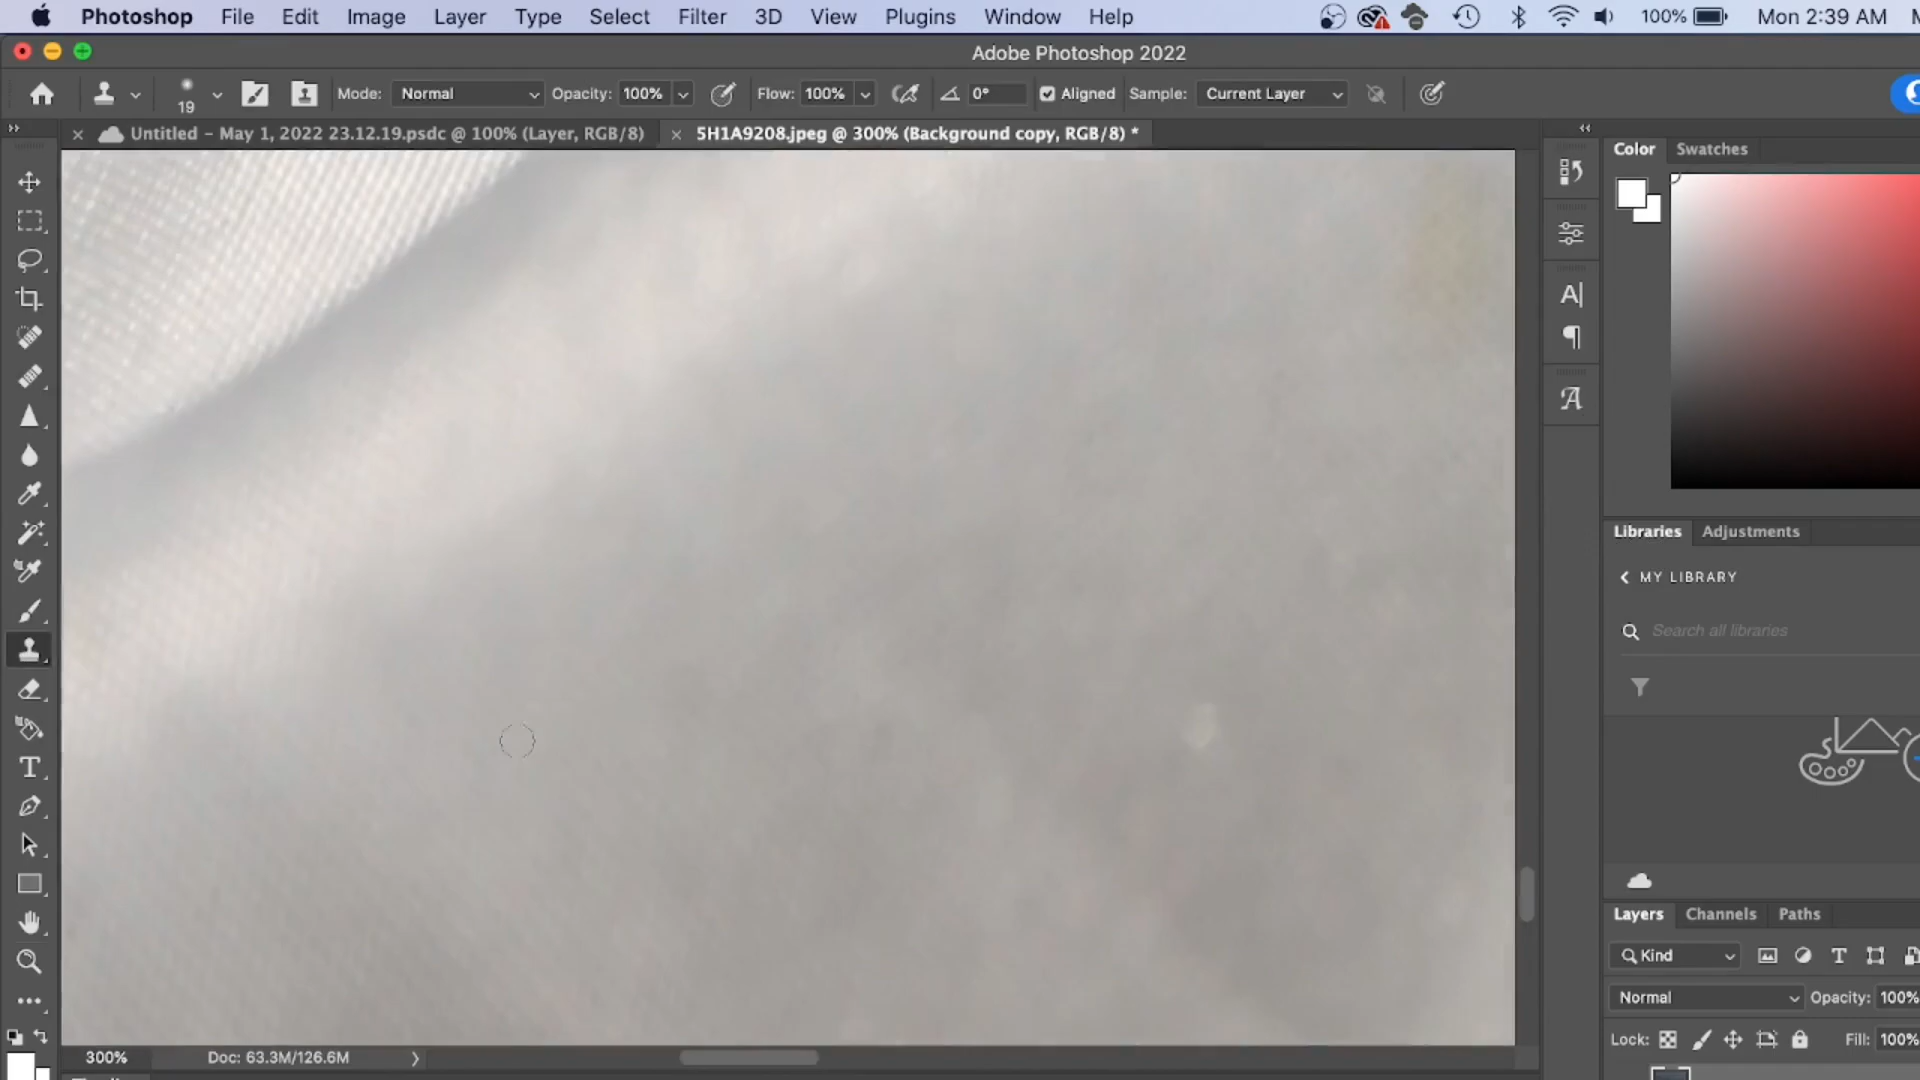 Photoshop File Edit Image Layer Type Select Filter 3D View Plugins Window Help 100% Mon 2:39 AM
Adobe Photoshop 2022
19 Mode: Normal Opacity: 100% Flow: 100% 0° Aligned Sample: Current Layer
Untitled - May 1, 2022 23.12.19.psdc @ 100% (Layer, RGB/8) 5H1A9208.jpeg @ 300% (Background copy, RGB/8) *
Color Swatches
Libraries Adjustments
MY LIBRARY
Search all libraries
Layers Channels Paths
Kind
Normal Opacity: 100%
Lock: Fill: 100%
300% Doc: 63.3M/126.6M